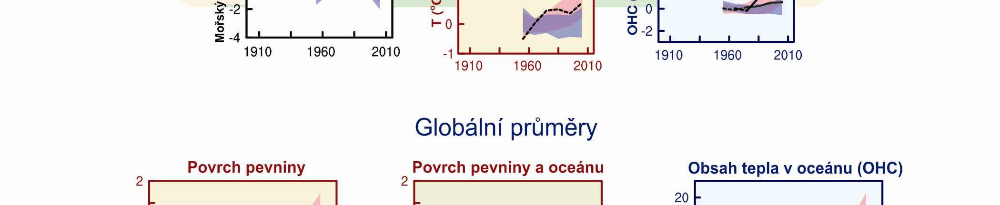 Mořský
-2
-4
1910 1960 2010
T (°C
0
-1
1910 1960 2010
OHC
0
-2
1910 1960 2010
Globální průměry
Povrch pevniny
2
Povrch pevniny a oceánu
2
Obsah tepla v oceánu (OHC)
20